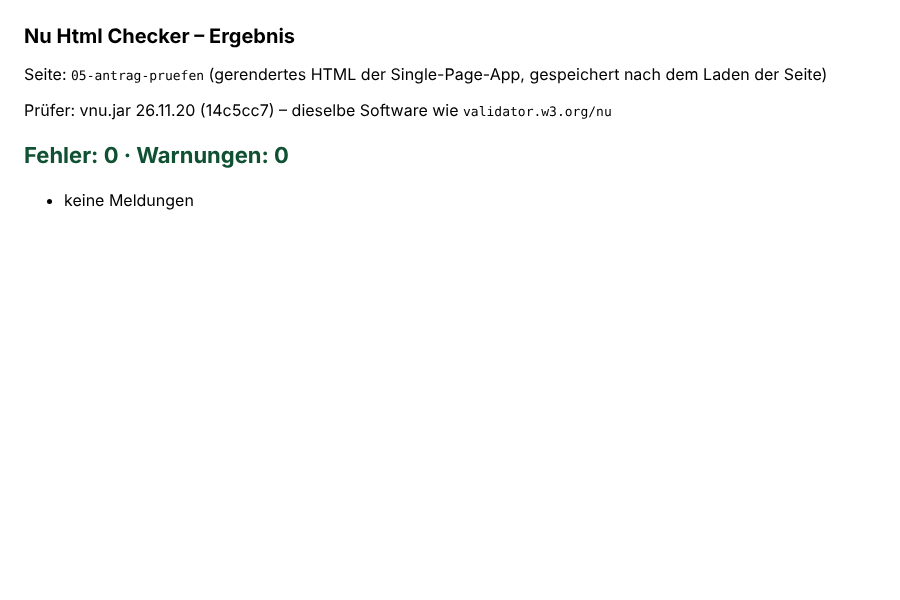 Nu Html Checker – Ergebnis
Seite: 05-antrag-pruefen (gerendertes HTML der Single-Page-App, gespeichert nach dem Laden der Seite)
Prüfer: vnu.jar 26.11.20 (14c5cc7) – dieselbe Software wie validator.w3.org/nu
Fehler: 0 · Warnungen: 0
• keine Meldungen